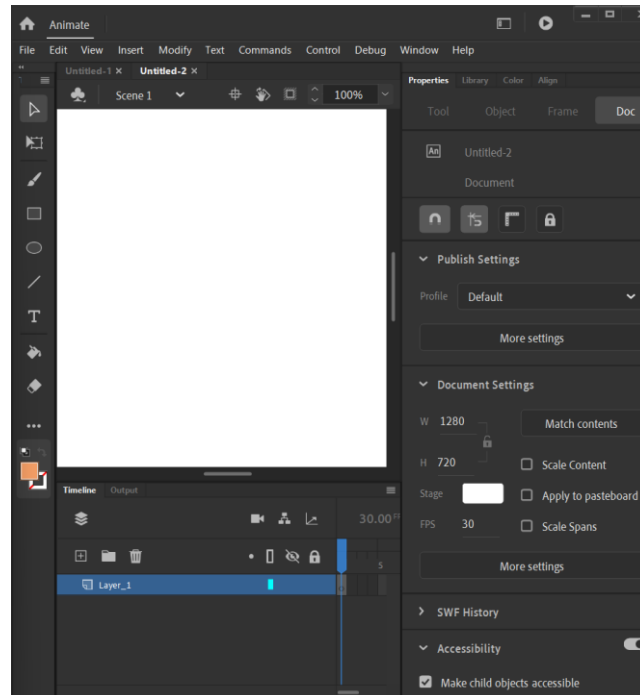 Animate
File Edit View Insert Modify Text Commands Control Debug Window Help
Untitled-1 × Untitled-2 ×
Scene 1
100%
Properties Library Color Align
Tool Object Frame Doc
An Untitled-2
Document
Publish Settings
Profile Default
More settings
Document Settings
W 1280
Match contents
H 720
Scale Content
Stage
Apply to pasteboard
FPS 30
Scale Spans
More settings
SWF History
Accessibility
Make child objects accessible
Timeline Output
30.00
5
Layer_1